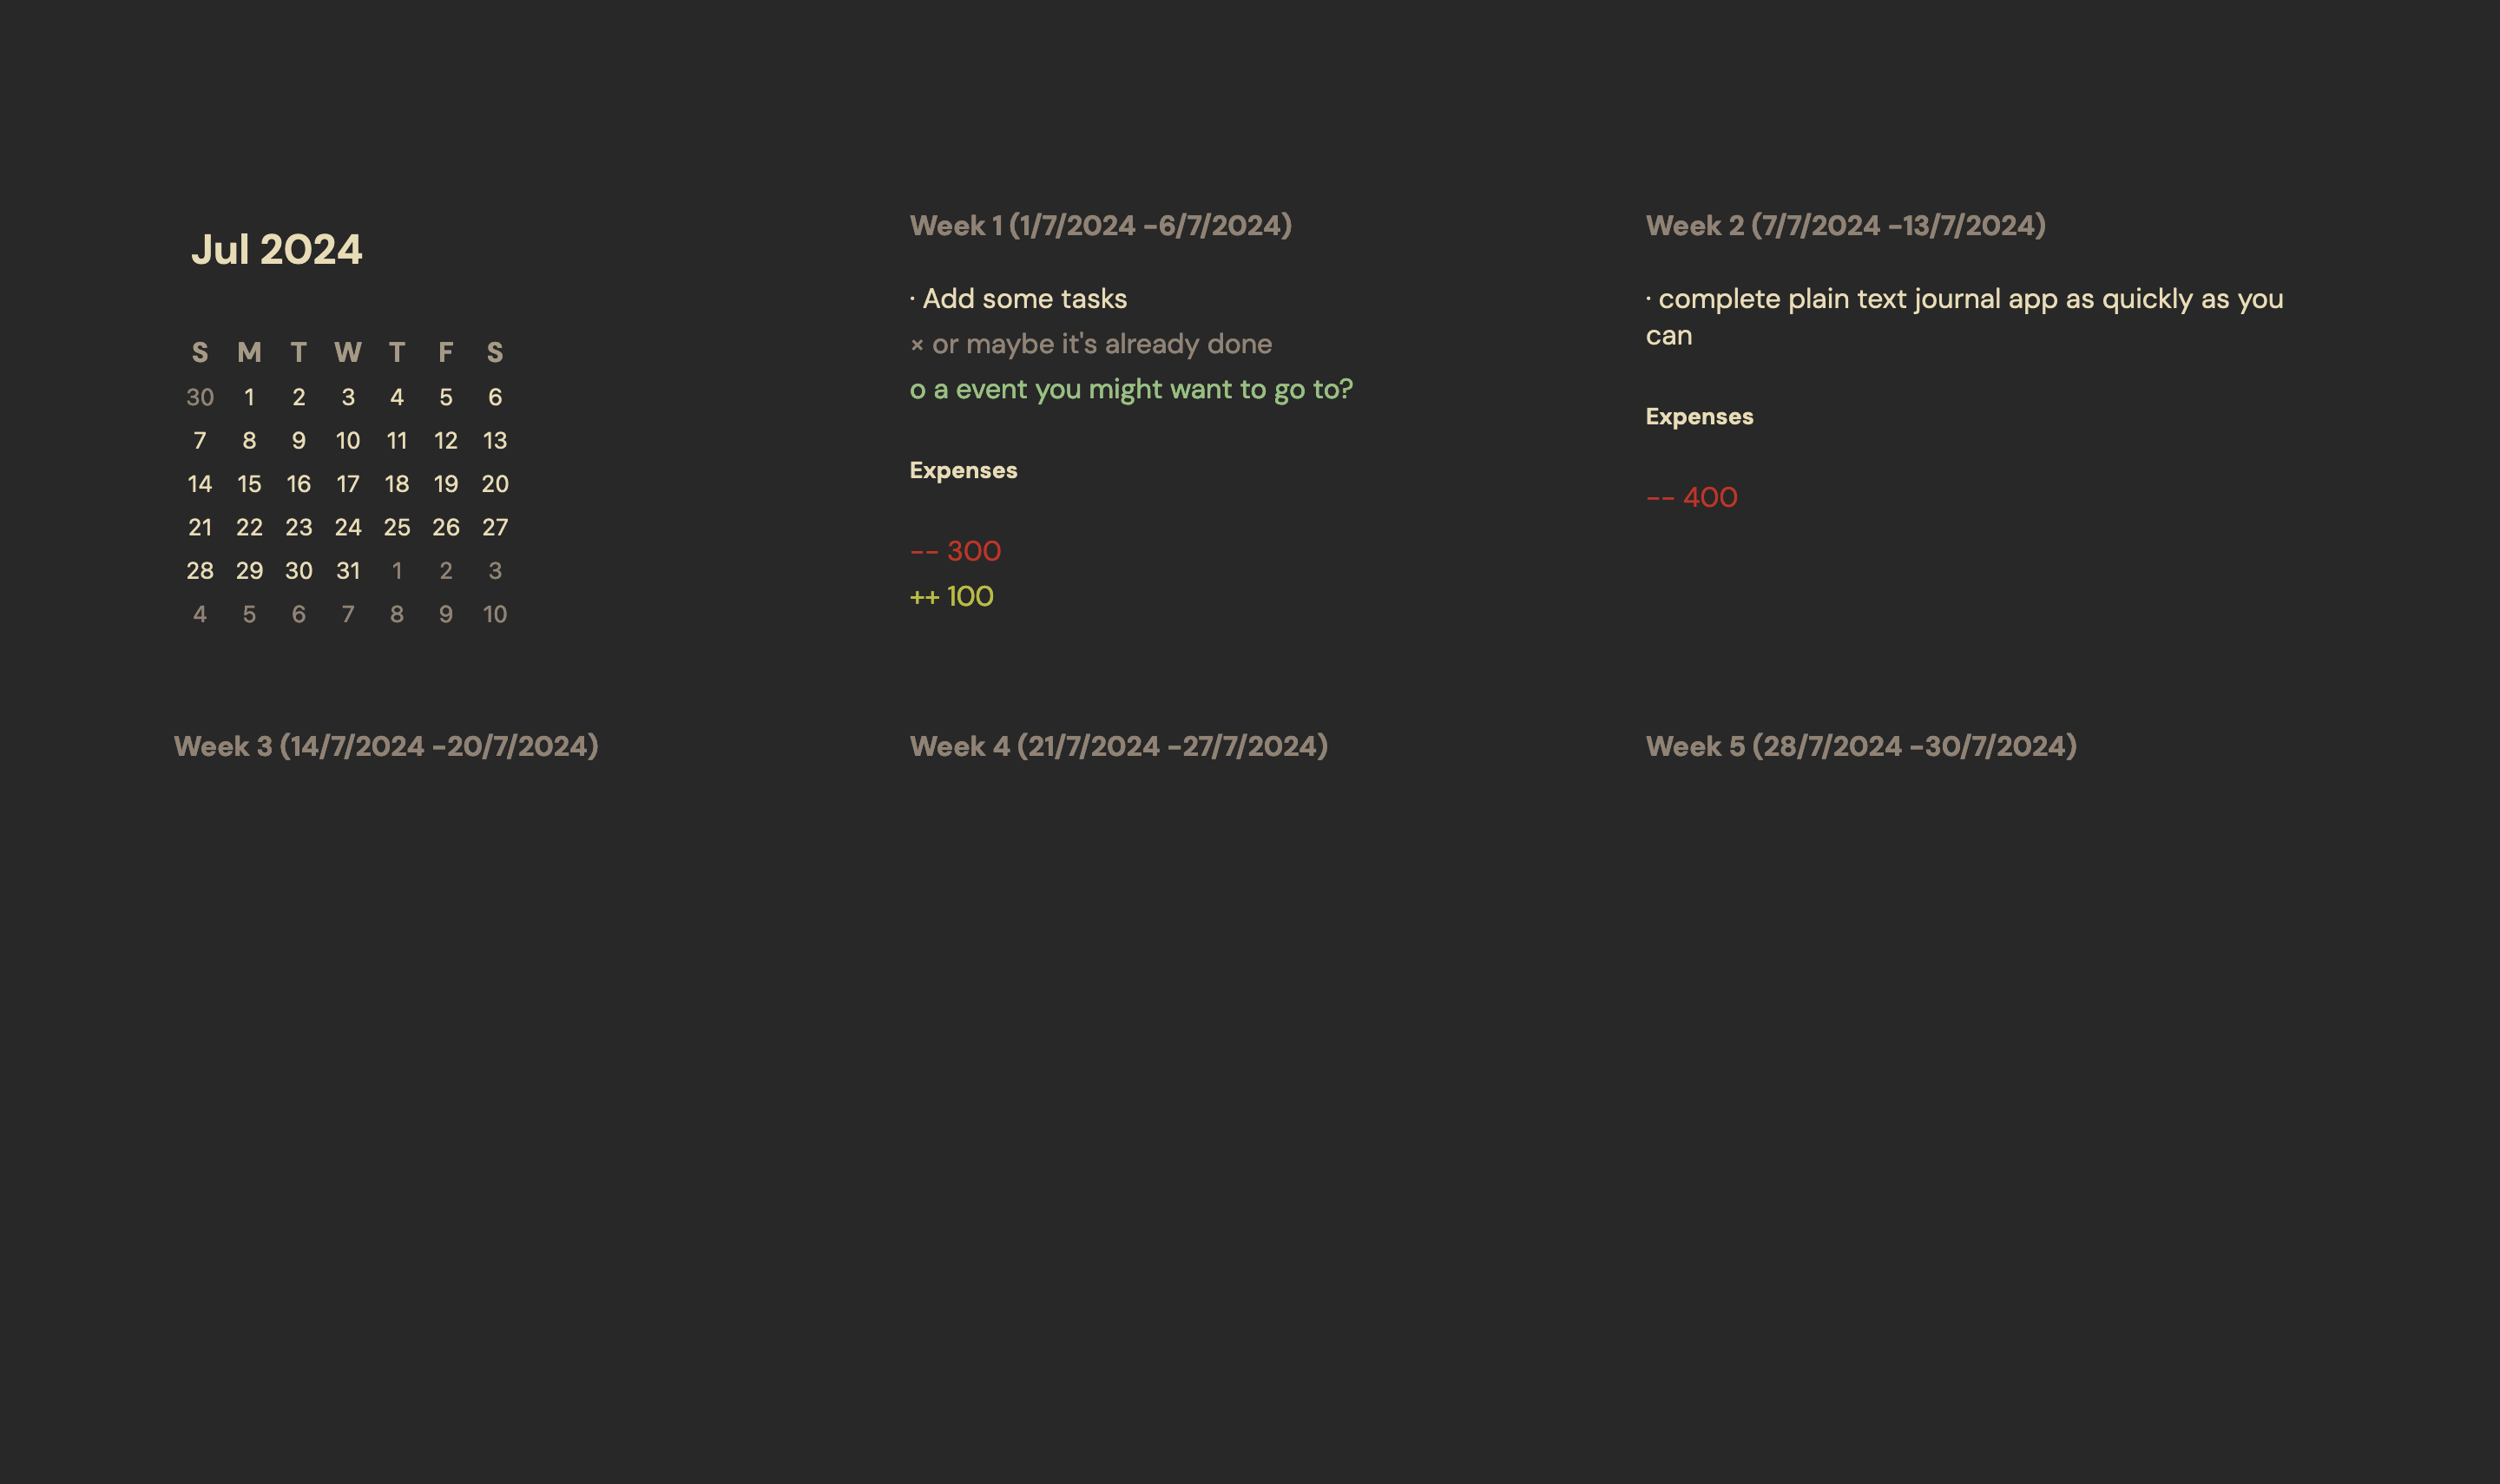 Jul 2024
S M T W T F S
30 1 2 3 4 5 6
7 8 9 10 11 12 13
14 15 16 17 18 19 20
21 22 23 24 25 26 27
28 29 30 31 1 2 3
4 5 6 7 8 9 10
Week 1 (1/7/2024 -6/7/2024)
· Add some tasks
× or maybe it's already done
o a event you might want to go to?
Expenses
-- 300
++ 100
Week 2 (7/7/2024 -13/7/2024)
· complete plain text journal app as quickly as you
can
Expenses
-- 400
Week 3 (14/7/2024 -20/7/2024)
Week 4 (21/7/2024 -27/7/2024)
Week 5 (28/7/2024 -30/7/2024)